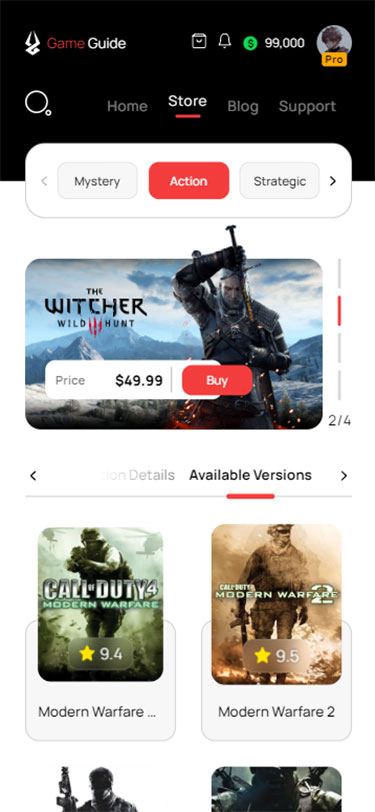 Game Guide
$ 99,000
Pro
Home Store Blog Support
Mystery Action Strategic
THE
WITCHER
WILD HUNT
Price $49.99 Buy
2/4
ion Details Available Versions
CALL OF DUTY 4
MODERN WARFARE
CALL OF DUTY
MODERN WARFARE 2
9.4
9.5
Modern Warfare ...
Modern Warfare 2